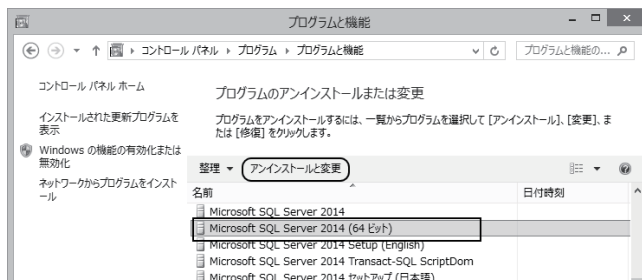 プログラムと機能
コントロール パネル ▸ プログラム ▸ プログラムと機能
プログラムと機能の...
コントロール パネル ホーム
インストールされた更新プログラムを
表示
Windows の機能の有効化または
無効化
ネットワークからプログラムをインスト
ール
プログラムのアンインストールまたは変更
プログラムをアンインストールするには、一覧からプログラムを選択して [アンインストール]、[変更]、ま
たは [修復] をクリックします。
整理 ▼ アンインストールと変更
名前 日付時刻
Microsoft SQL Server 2014
Microsoft SQL Server 2014 (64 ビット)
Microsoft SQL Server 2014 Setup (English)
Microsoft SQL Server 2014 Transact-SQL ScriptDom
Microsoft SQL Server 2014 セットアップ (日本語)